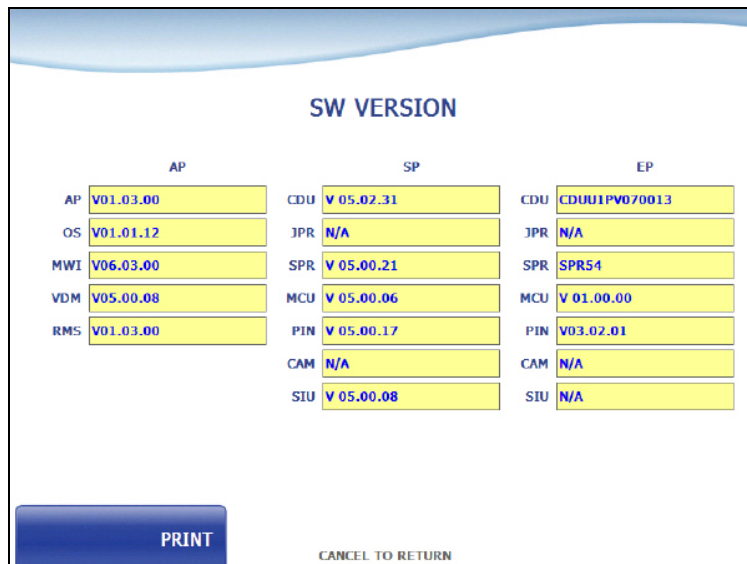 SW VERSION
AP SP EP
AP V01.03.00 CDU V 05.02.31 CDU CDUU1PV070013
OS V01.01.12 JPR N/A JPR N/A
MWI V06.03.00 SPR V 05.00.21 SPR SPR54
VDM V05.00.08 MCU V 05.00.06 MCU V 01.00.00
RMS V01.03.00 PIN V 05.00.17 PIN V03.02.01
CAM N/A CAM N/A
SIU V 05.00.08 SIU N/A
PRINT
CANCEL TO RETURN